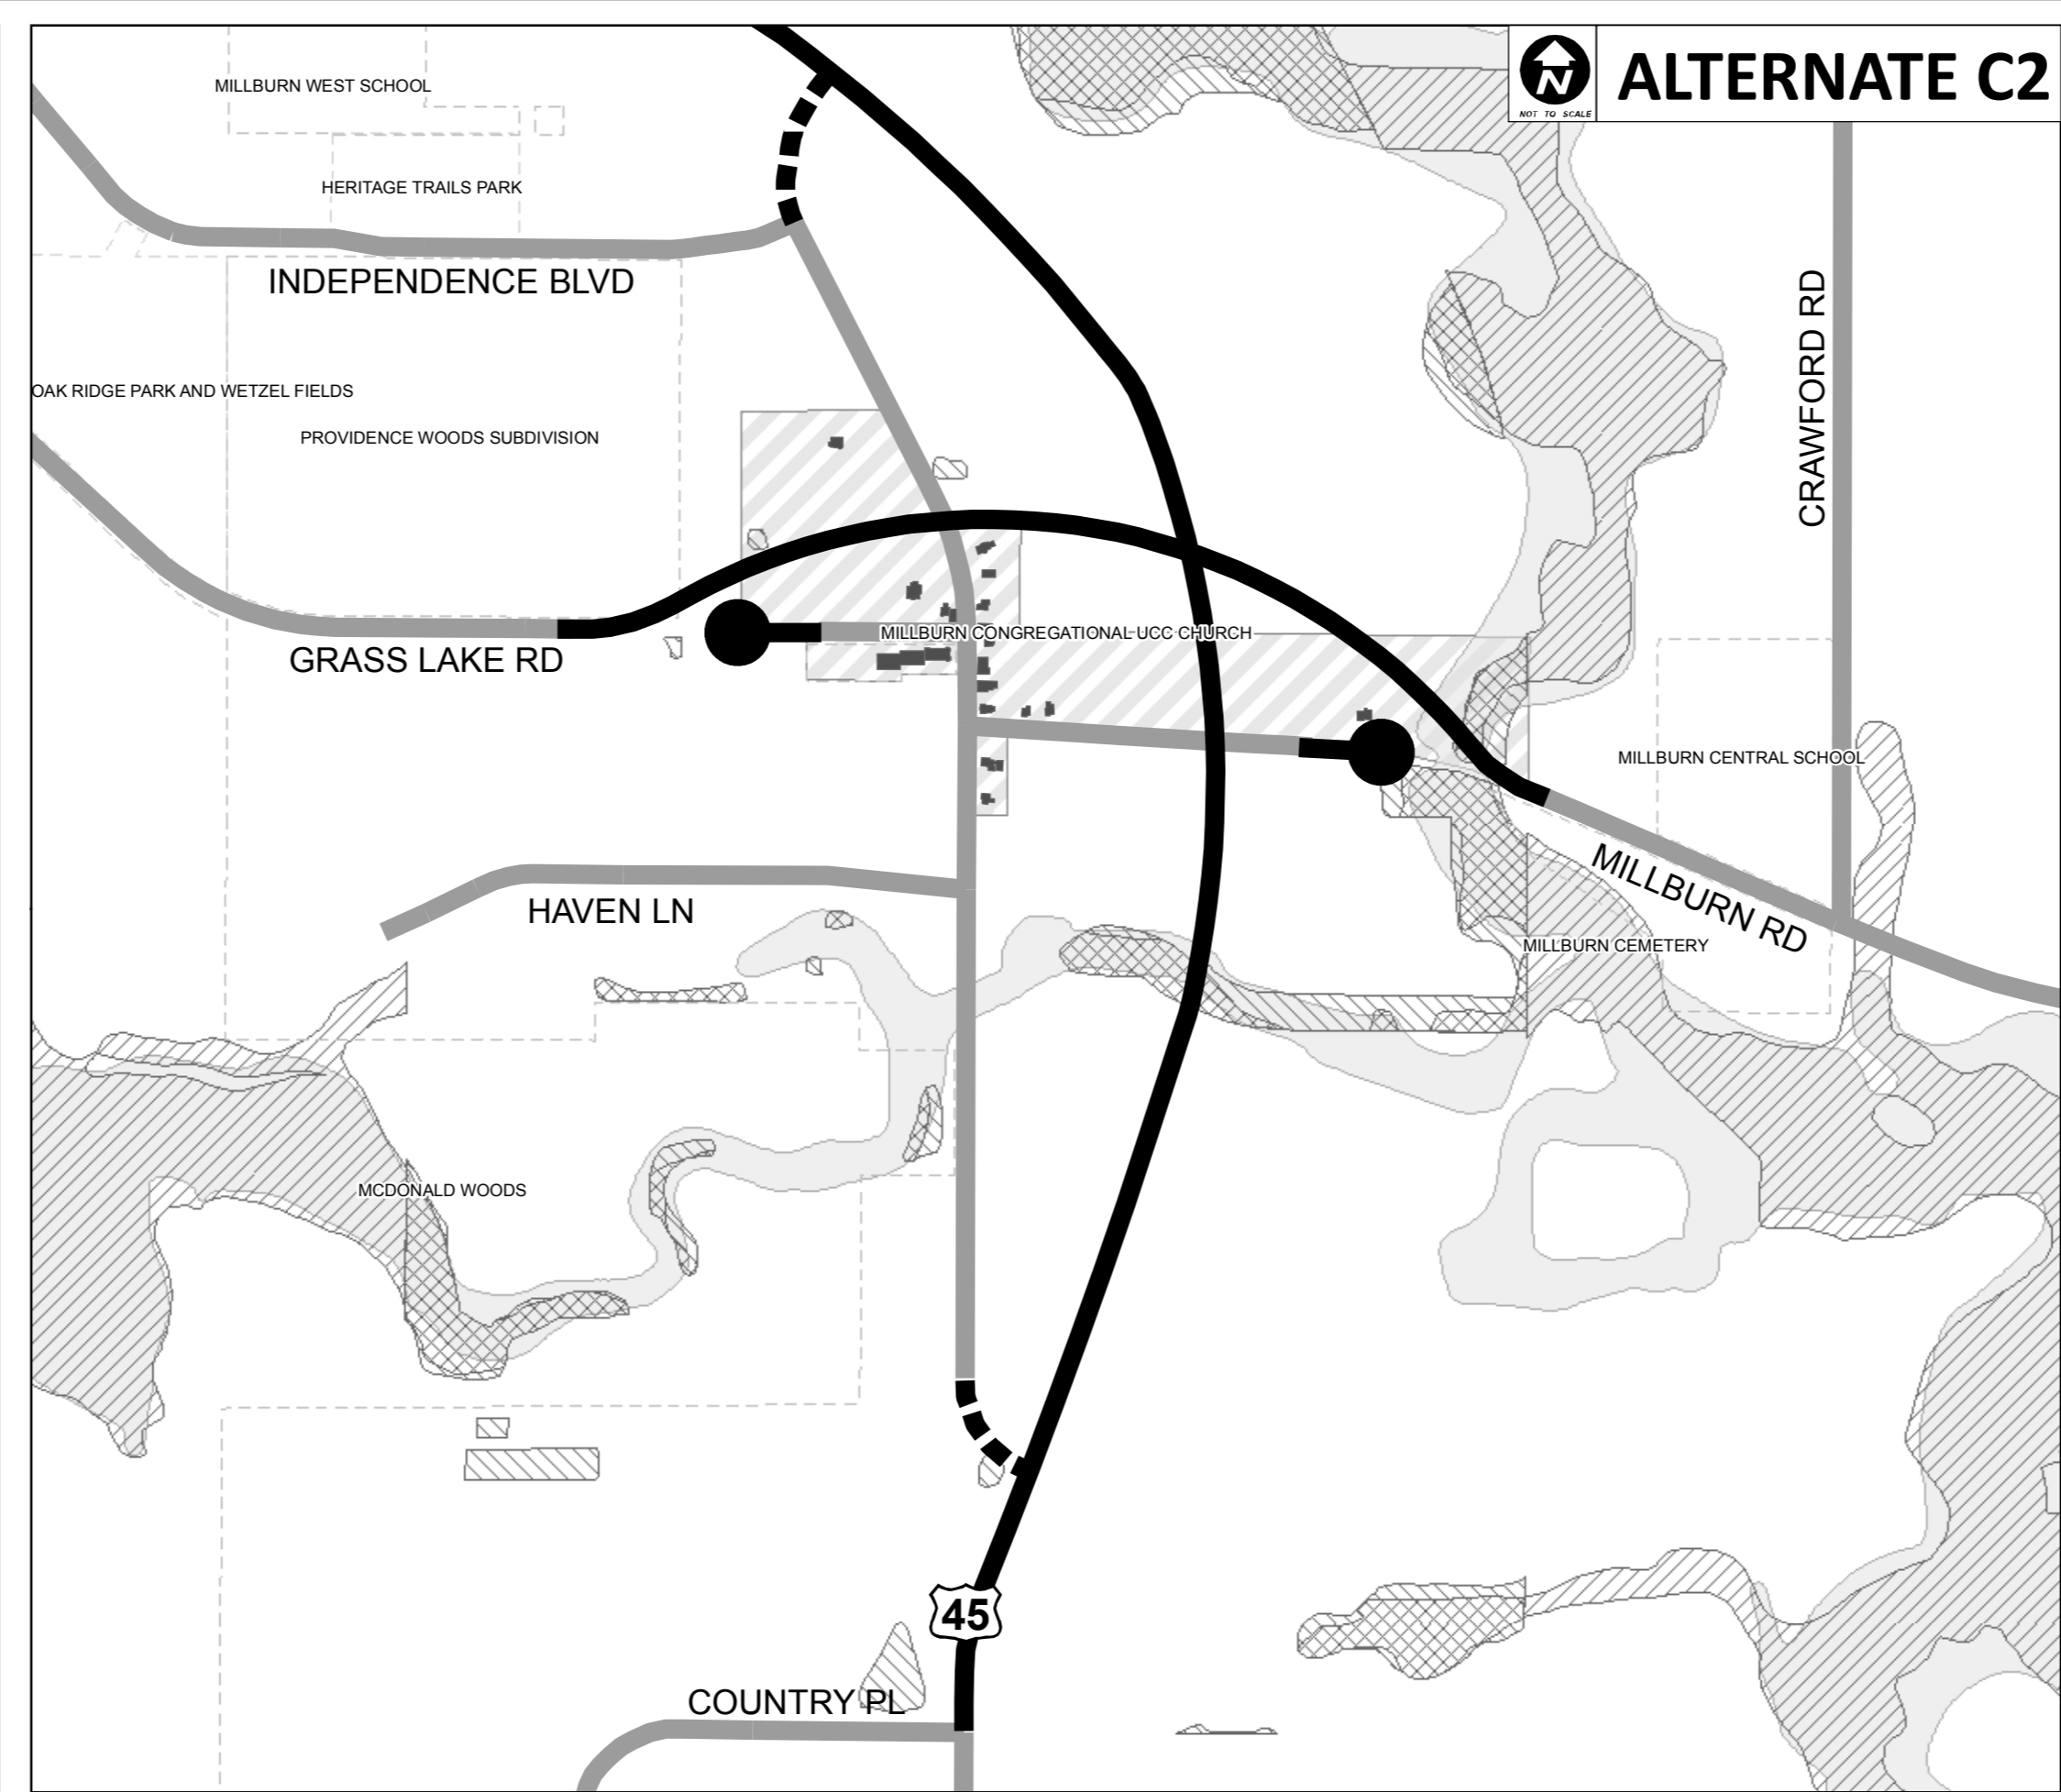 ALTERNATE C2
N
NOT TO SCALE
MILLBURN WEST SCHOOL
HERITAGE TRAILS PARK
INDEPENDENCE BLVD
CRAWFORD RD
OAK RIDGE PARK AND WETZEL FIELDS
PROVIDENCE WOODS SUBDIVISION
MILLBURN CONGREGATIONAL UCC CHURCH
GRASS LAKE RD
MILLBURN CENTRAL SCHOOL
MILLBURN RD
HAVEN LN
MILLBURN CEMETERY
MCDONALD WOODS
45
COUNTRY PL